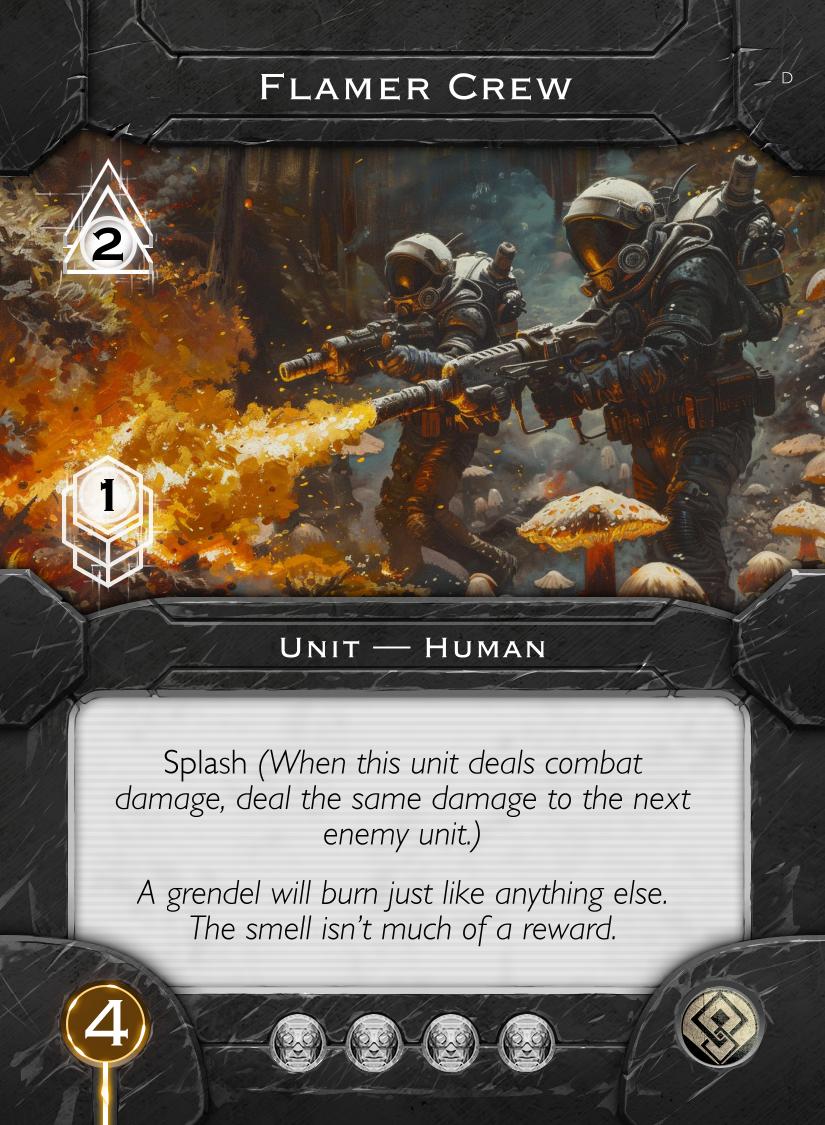 Flamer Crew
D
2
1
Unit — Human
Splash (When this unit deals combat
damage, deal the same damage to the next
enemy unit.)
A grendel will burn just like anything else.
The smell isn't much of a reward.
4